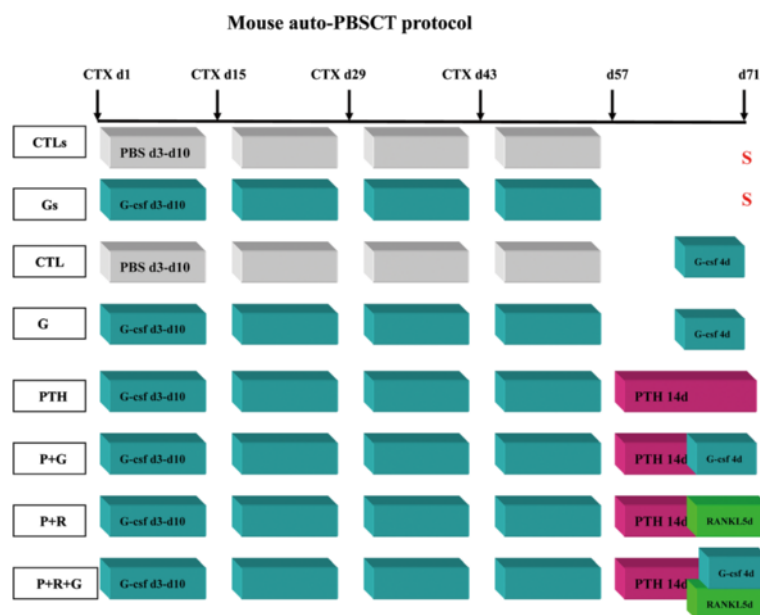 Mouse auto-PBSCT protocol
CTX d1 CTX d15 CTX d29 CTX d43 d57 d71
CTLs PBS d3-d10 S
Gs G-csf d3-d10 S
CTL PBS d3-d10 G-csf 4d
G G-csf d3-d10 G-csf 4d
PTH G-csf d3-d10 PTH 14d
P+G G-csf d3-d10 PTH 14d G-csf 4d
P+R G-csf d3-d10 PTH 14d RANKL5d
P+R+G G-csf d3-d10 PTH 14d G-csf 4d
RANKL5d